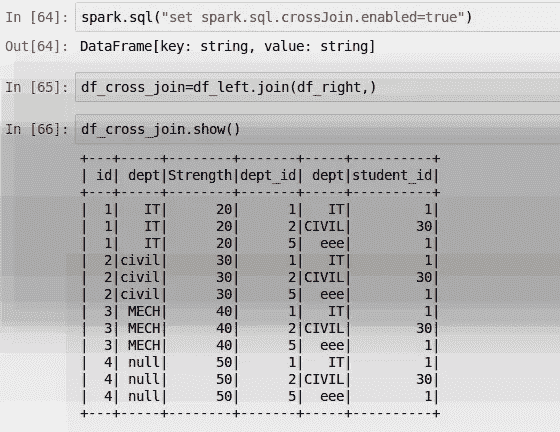 In [64]: spark.sql("set spark.sql.crossJoin.enabled=true")
Out[64]: DataFrame[key: string, value: string]
In [65]: df_cross_join=df_left.join(df_right,)
In [66]: df_cross_join.show()
+---+-----+--------+-------+-----+----------+
| id| dept|Strength|dept_id| dept|student_id|
+---+-----+--------+-------+-----+----------+
| 1| IT| 20| 1| IT| 1|
| 1| IT| 20| 2|CIVIL| 30|
| 1| IT| 20| 5| eee| 1|
| 2|civil| 30| 1| IT| 1|
| 2|civil| 30| 2|CIVIL| 30|
| 2|civil| 30| 5| eee| 1|
| 3| MECH| 40| 1| IT| 1|
| 3| MECH| 40| 2|CIVIL| 30|
| 3| MECH| 40| 5| eee| 1|
| 4| null| 50| 1| IT| 1|
| 4| null| 50| 2|CIVIL| 30|
| 4| null| 50| 5| eee| 1|
+---+-----+--------+-------+-----+----------+